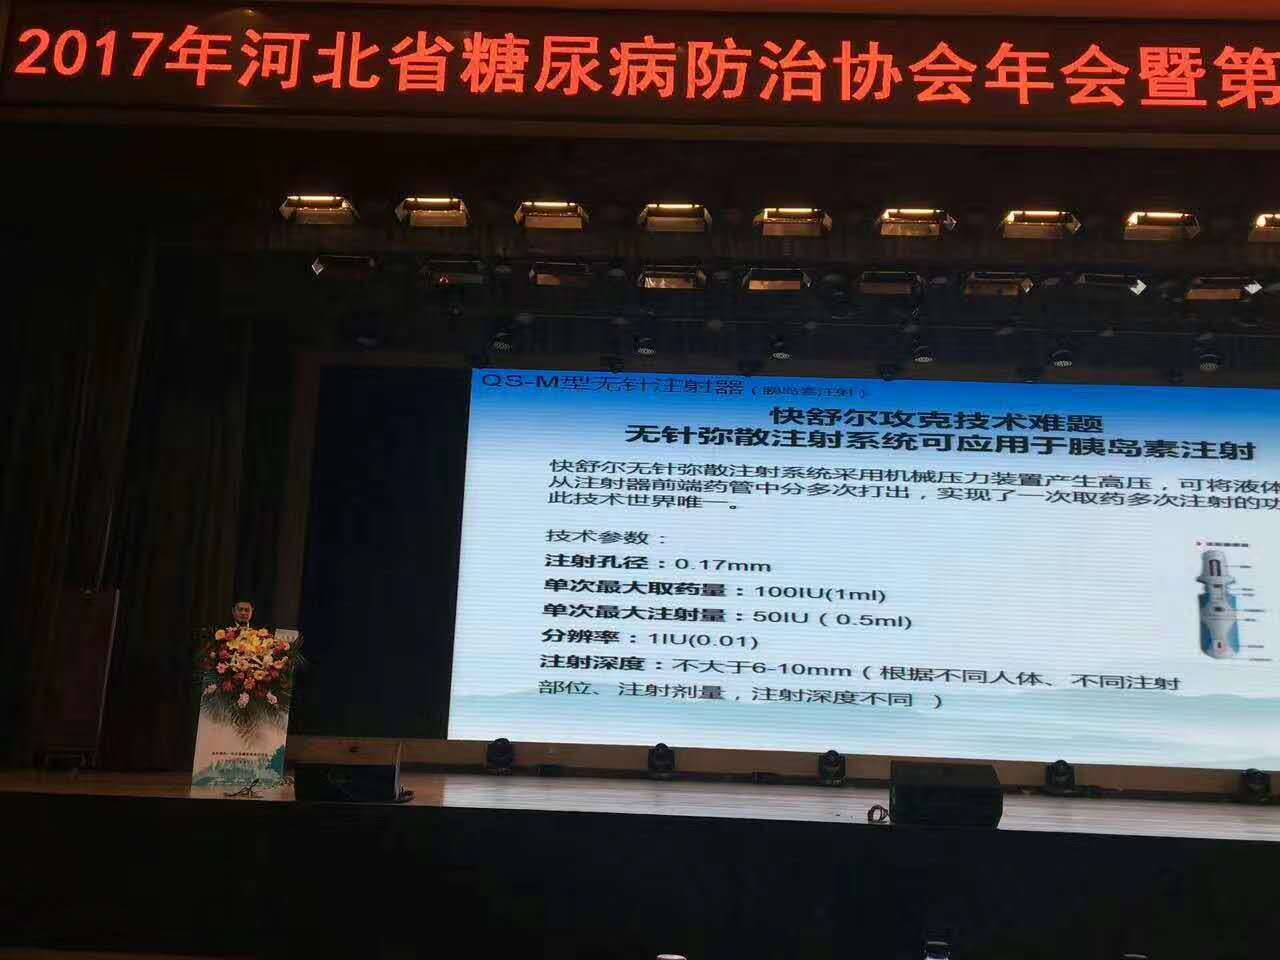 2017年河北省糖尿病防治协会年会暨第
QS-M型无针注射器（胰岛素注射）
快舒尔攻克技术难题
无针弥散注射系统可应用于胰岛素注射
快舒尔无针弥散注射系统采用机械压力装置产生高压，可将液体
从注射器前端药管中分多次打出，实现了一次取药多次注射的功
此技术世界唯一。
技术参数：
注射孔径：0.17mm
单次最大取药量：100IU(1ml)
单次最大注射量：50IU（0.5ml)
分辨率：1IU(0.01)
注射深度：不大于6-10mm（根据不同人体、不同注射
部位、注射剂量，注射深度不同 ）